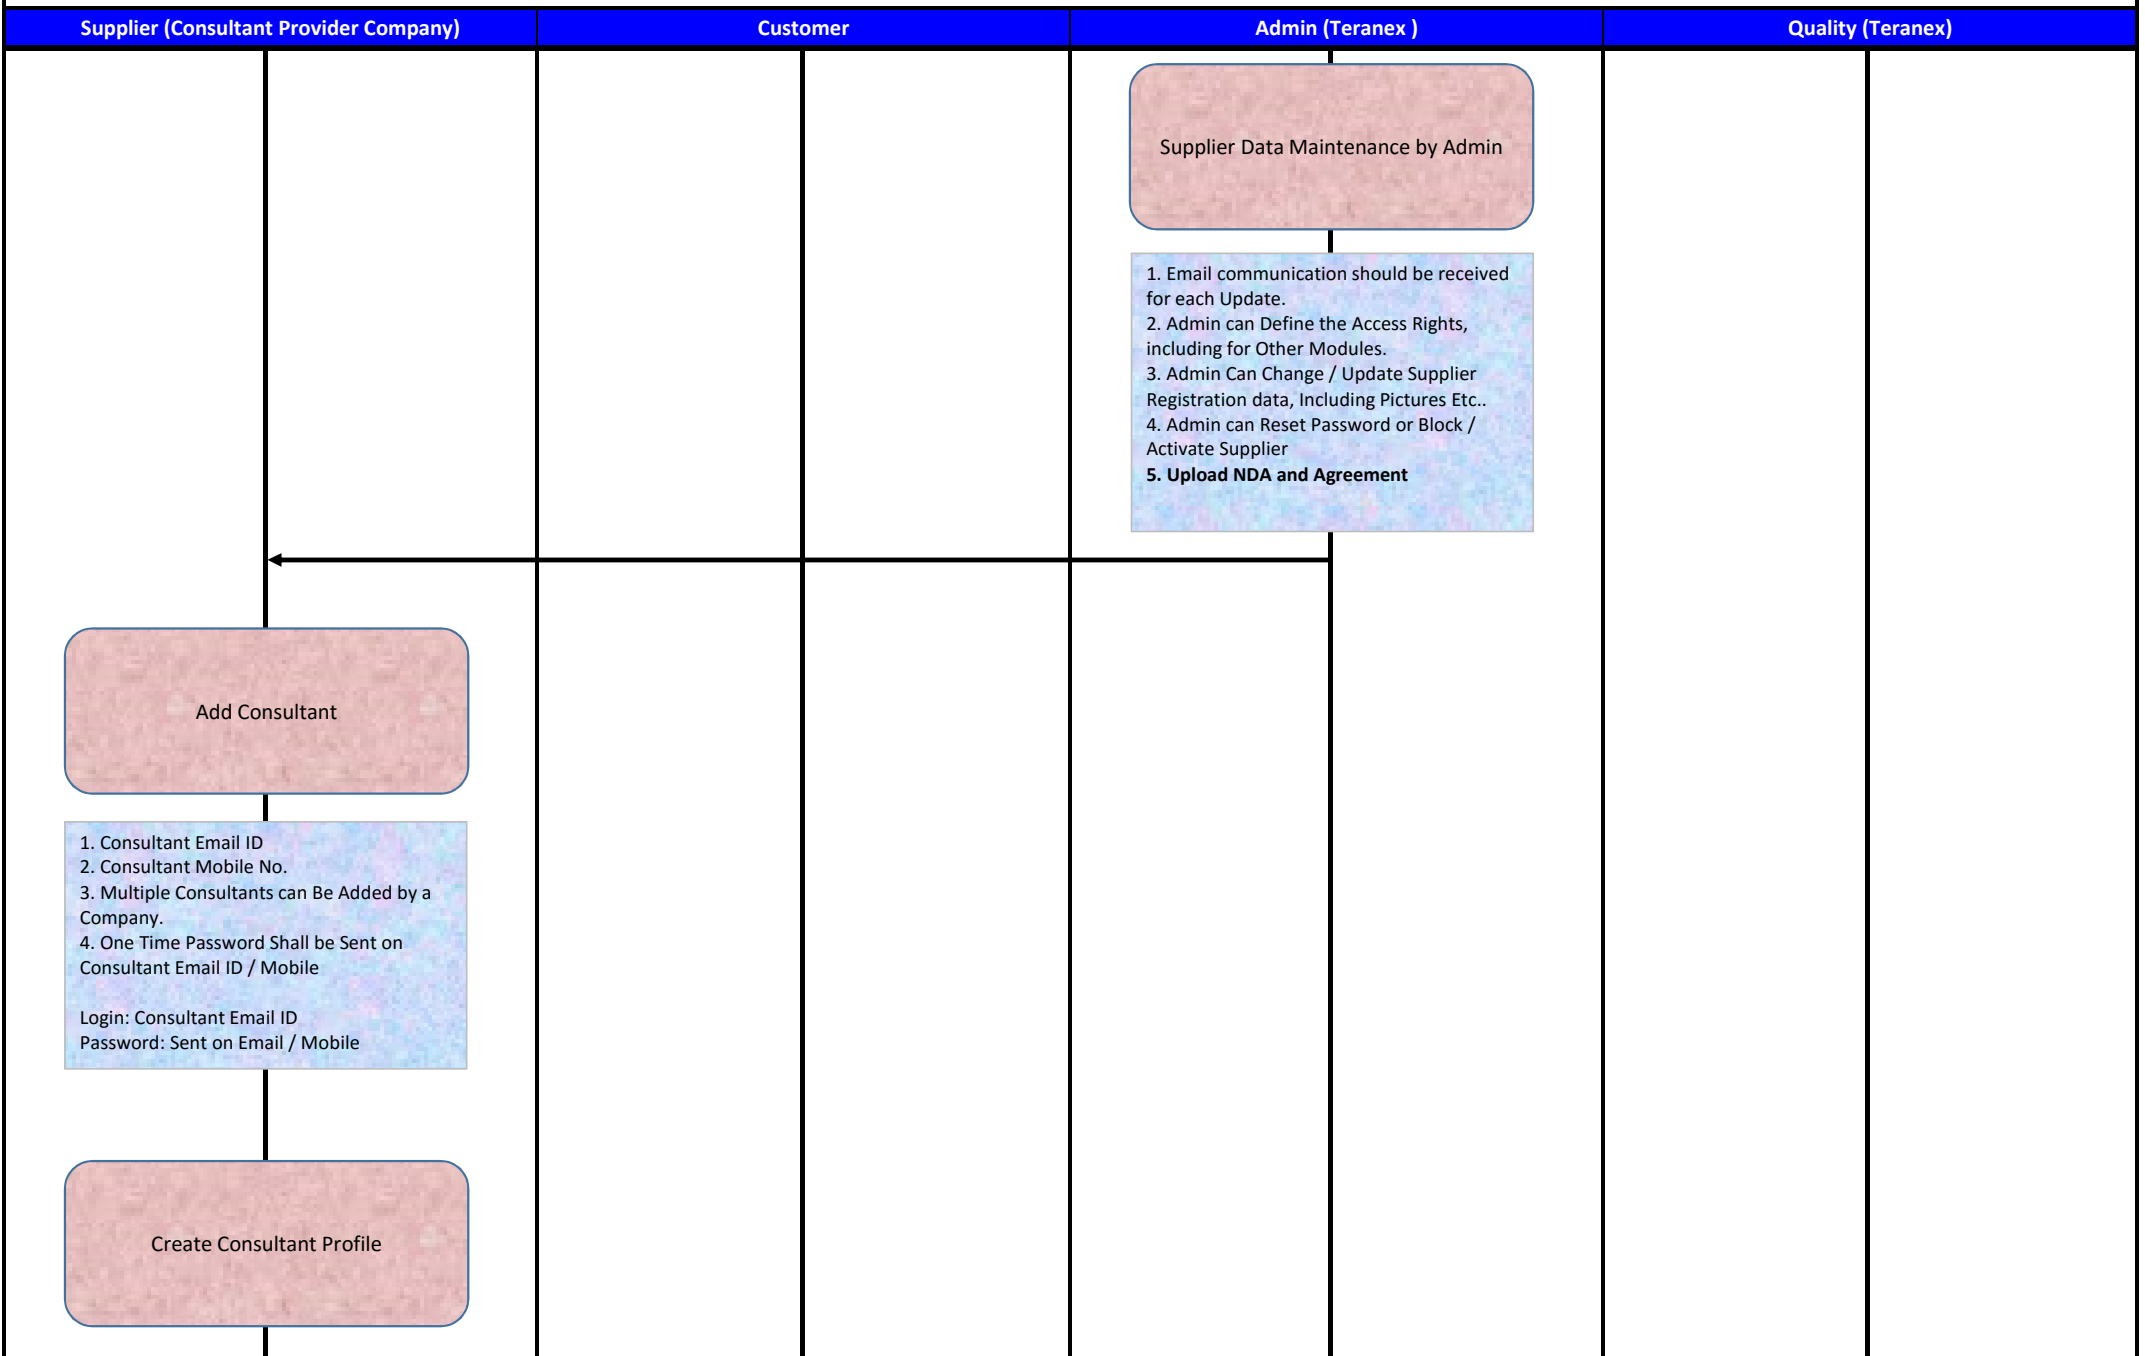 Supplier (Consultant Provider Company)
Customer
Admin (Teranex )
Quality (Teranex)
Supplier Data Maintenance by Admin
1. Email communication should be received
for each Update.
2. Admin can Define the Access Rights,
including for Other Modules.
3. Admin Can Change / Update Supplier
Registration data, Including Pictures Etc..
4. Admin can Reset Password or Block /
Activate Supplier
5. Upload NDA and Agreement
Add Consultant
1. Consultant Email ID
2. Consultant Mobile No.
3. Multiple Consultants can Be Added by a
Company.
4. One Time Password Shall be Sent on
Consultant Email ID / Mobile
Login: Consultant Email ID
Password: Sent on Email / Mobile
Create Consultant Profile